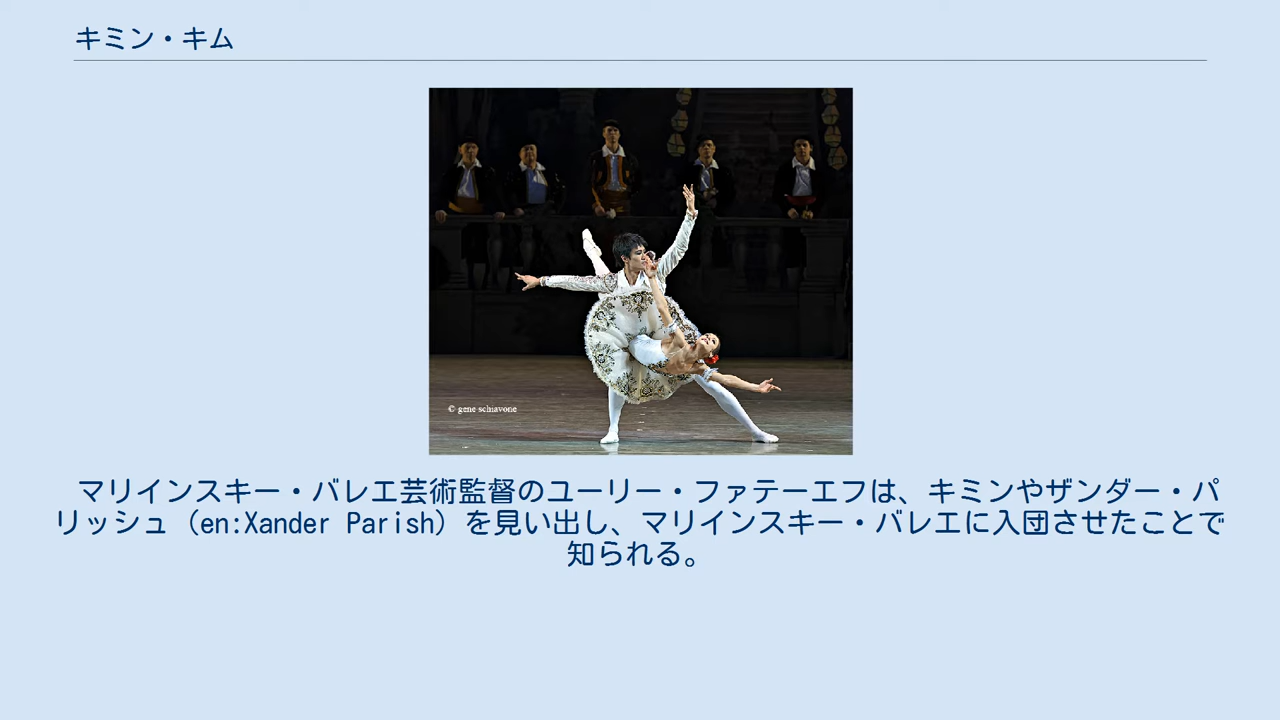 キミン・キム
© gene schiavone
マリインスキー・バレエ芸術監督のユーリー・ファテーエフは、キミンやザンダー・パ
リッシュ（en:Xander Parish）を見い出し、マリインスキー・バレエに入団させたことで
知られる。